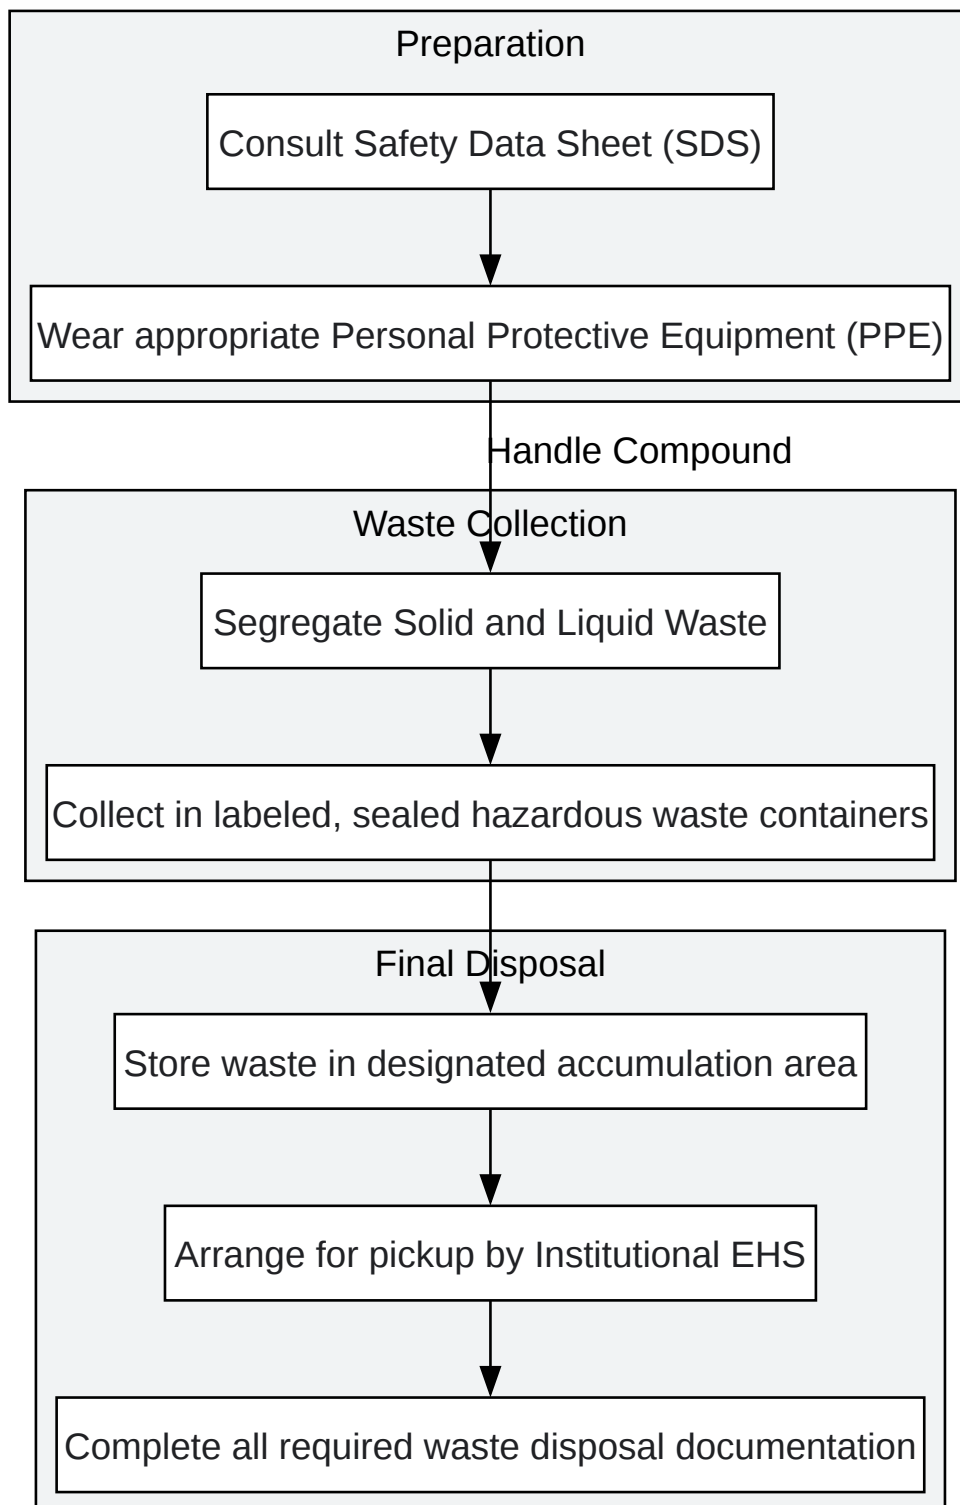 Preparation
Consult Safety Data Sheet (SDS)
Wear appropriate Personal Protective Equipment (PPE)
Handle Compound
Waste Collection
Segregate Solid and Liquid Waste
Collect in labeled, sealed hazardous waste containers
Final Disposal
Store waste in designated accumulation area
Arrange for pickup by Institutional EHS
Complete all required waste disposal documentation